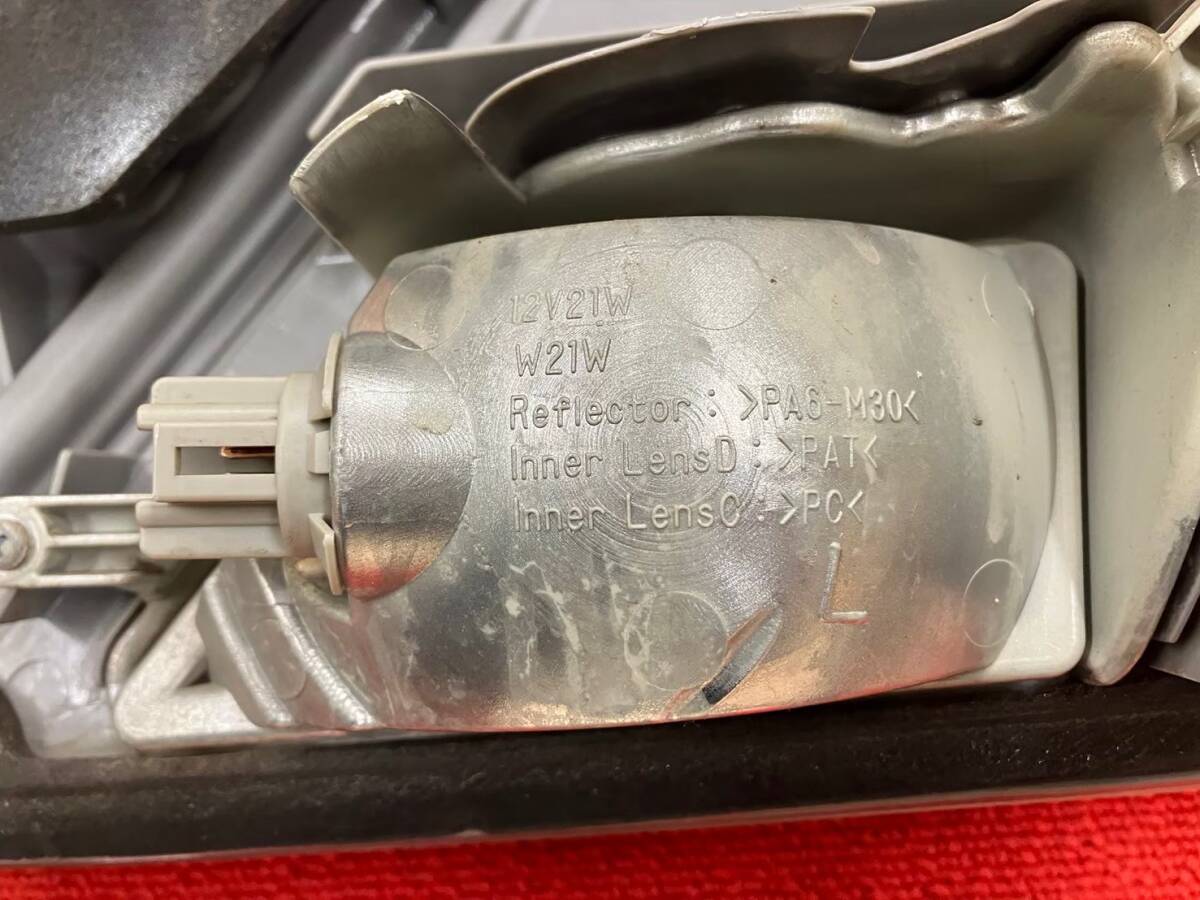 12V21W
W21W
Reflector: >PA6-M30<
Inner LensD: >PAT<
Inner LensC: >PC<
L